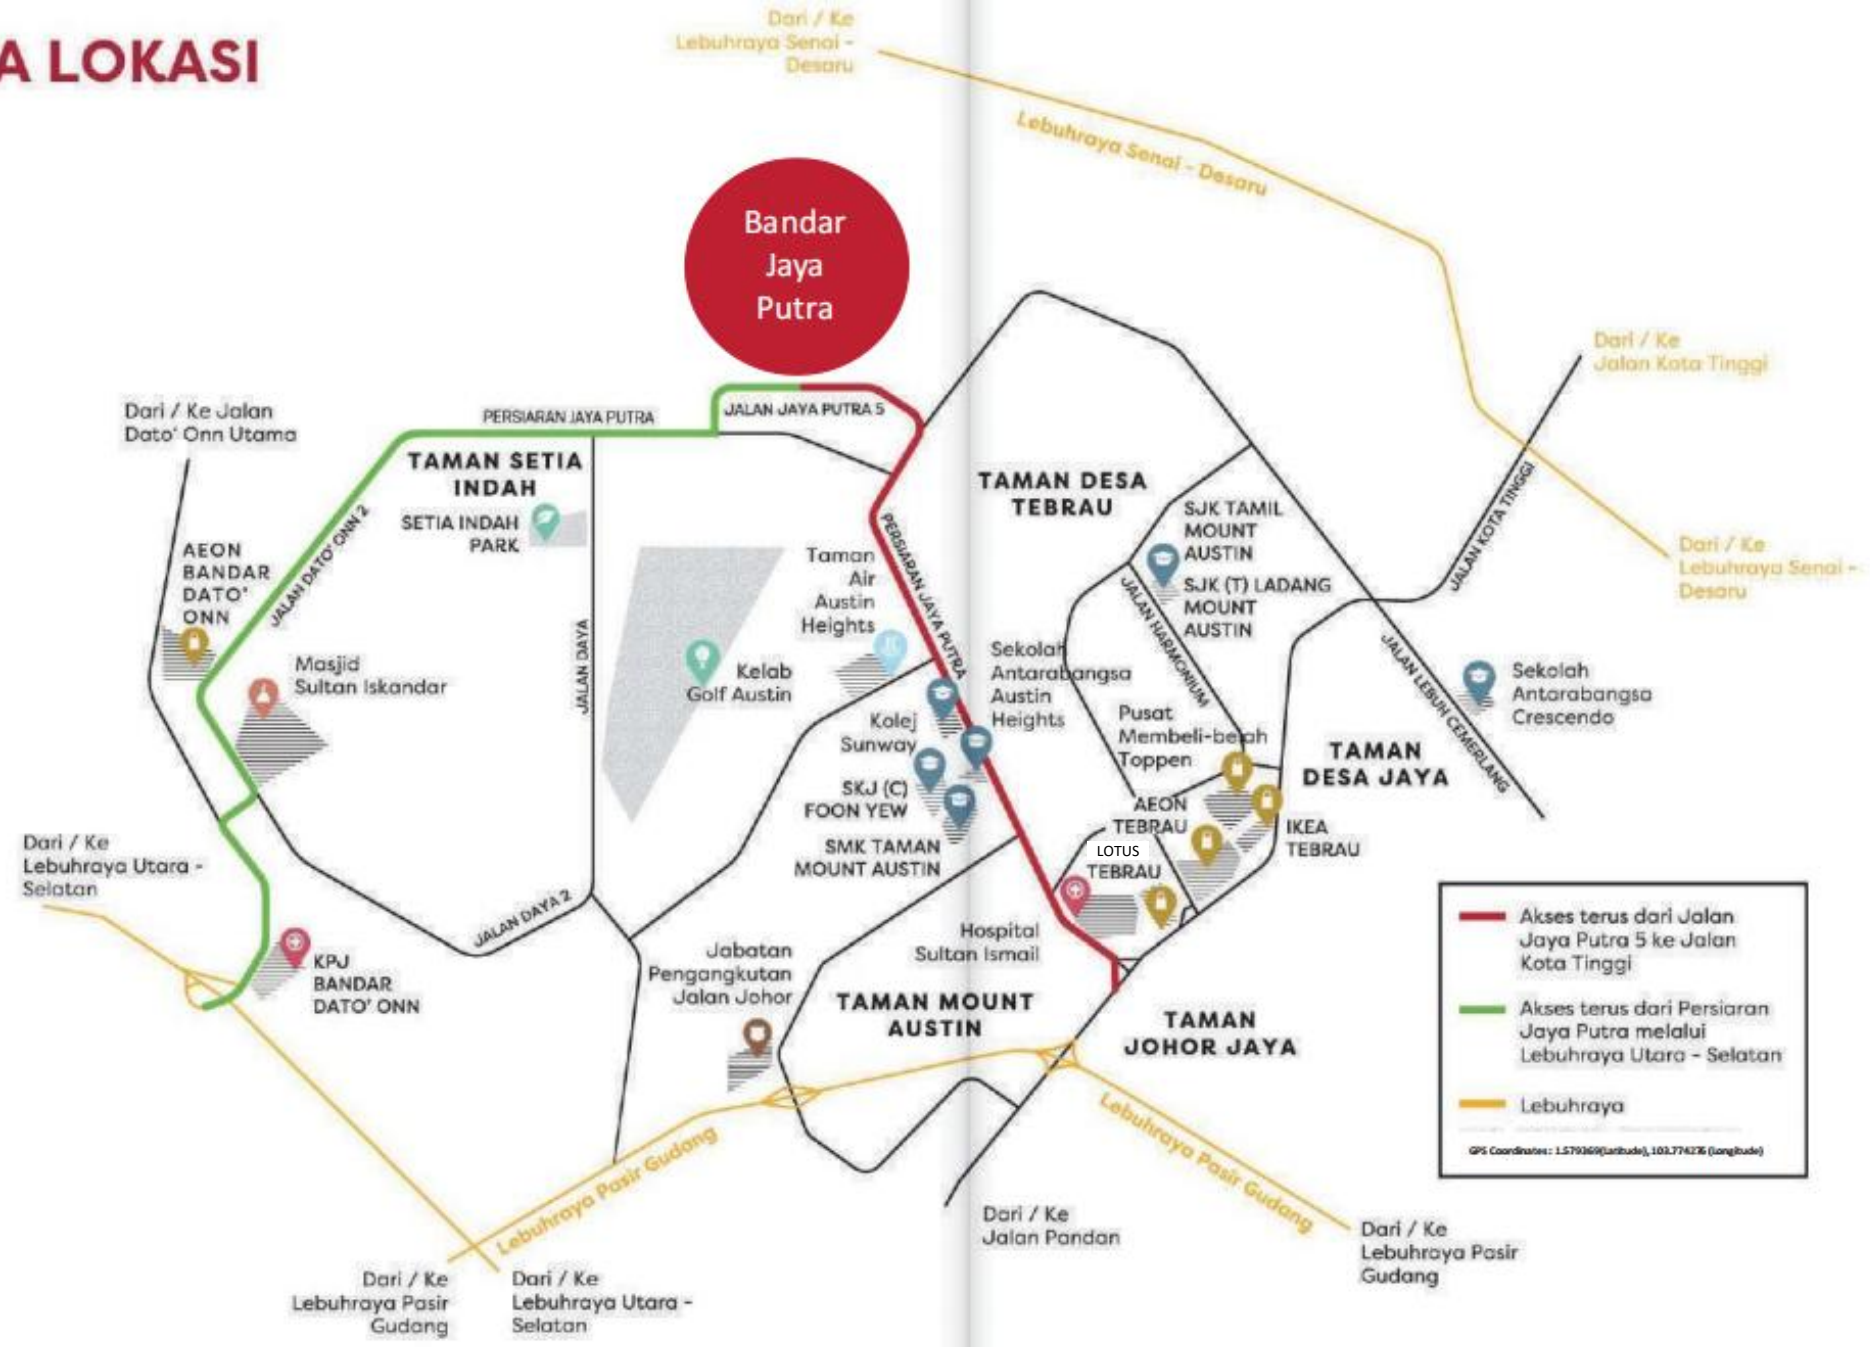 A LOKASI
Dari / Ke
Lebuhraya Senai -
Desaru
Lebuhraya Senai - Desaru
Bandar
Jaya
Putra
Dari / Ke
Jalan Kota Tinggi
Dari / Ke Jalan
Dato' Onn Utama
PERSIARAN JAYA PUTRA
JALAN JAYA PUTRA 5
TAMAN SETIA
INDAH
SETIA INDAH
PARK
JALAN DATO' ONN 2
AEON
BANDAR
DATO'
ONN
Masjid
Sultan Iskandar
JALAN DAYA
Kelab
Golf Austin
Taman
Air
Austin
Heights
PERSIARAN JAYA PUTRA
TAMAN DESA
TEBRAU
SJK TAMIL
MOUNT
AUSTIN
SJK (T) LADANG
MOUNT
AUSTIN
JALAN HARMONIUM
JALAN KOTA TINGGI
Dari / Ke
Lebuhraya Senai -
Desaru
Sekolah
Antarabangsa
Austin
Heights
Kolej
Sunway
SKJ (C)
FOON YEW
SMK TAMAN
MOUNT AUSTIN
Pusat
Membeli-belah
Toppen
TAMAN
DESA JAYA
JALAN LEBUH CEMERLANG
Sekolah
Antarabangsa
Crescendo
AEON
TEBRAU
LOTUS
TEBRAU
IKEA
TEBRAU
Dari / Ke
Lebuhraya Utara -
Selatan
JALAN DAYA 2
KPJ
BANDAR
DATO' ONN
Hospital
Sultan Ismail
Jabatan
Pengangkutan
Jalan Johor
TAMAN MOUNT
AUSTIN
TAMAN
JOHOR JAYA
Lebuhraya Pasir Gudang
Lebuhraya Pasir Gudang
Dari / Ke
Jalan Pandan
Dari / Ke
Lebuhraya Pasir
Gudang
Dari / Ke
Lebuhraya Pasir
Gudang
Dari / Ke
Lebuhraya Utara -
Selatan
Akses terus dari Jalan
Jaya Putra 5 ke Jalan
Kota Tinggi
Akses terus dari Persiaran
Jaya Putra melalui
Lebuhraya Utara - Selatan
Lebuhraya
GPS Coordinates: 1.579369(Latitude), 103.774276 (Longitude)